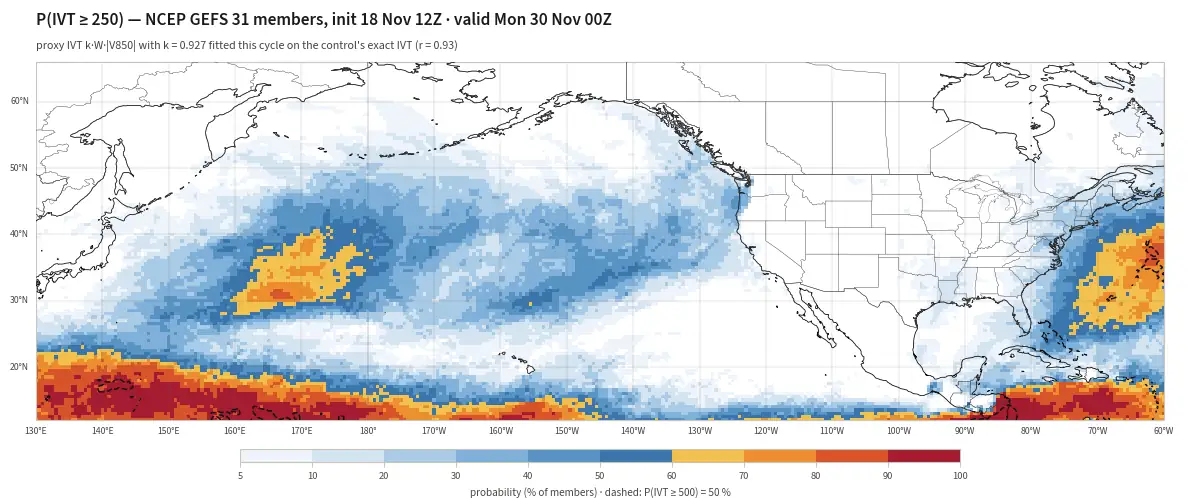 P(IVT ≥ 250) — NCEP GEFS 31 members, init 18 Nov 12Z · valid Mon 30 Nov 00Z
proxy IVT k·W·|V850| with k = 0.927 fitted this cycle on the control's exact IVT (r = 0.93)
60°N
50°N
40°N
30°N
20°N
130°E 140°E 150°E 160°E 170°E 180° 170°W 160°W 150°W 140°W 130°W 120°W 110°W 100°W 90°W 80°W 70°W 60°W
5 10 20 30 40 50 60 70 80 90 100
probability (% of members) · dashed: P(IVT ≥ 500) = 50 %